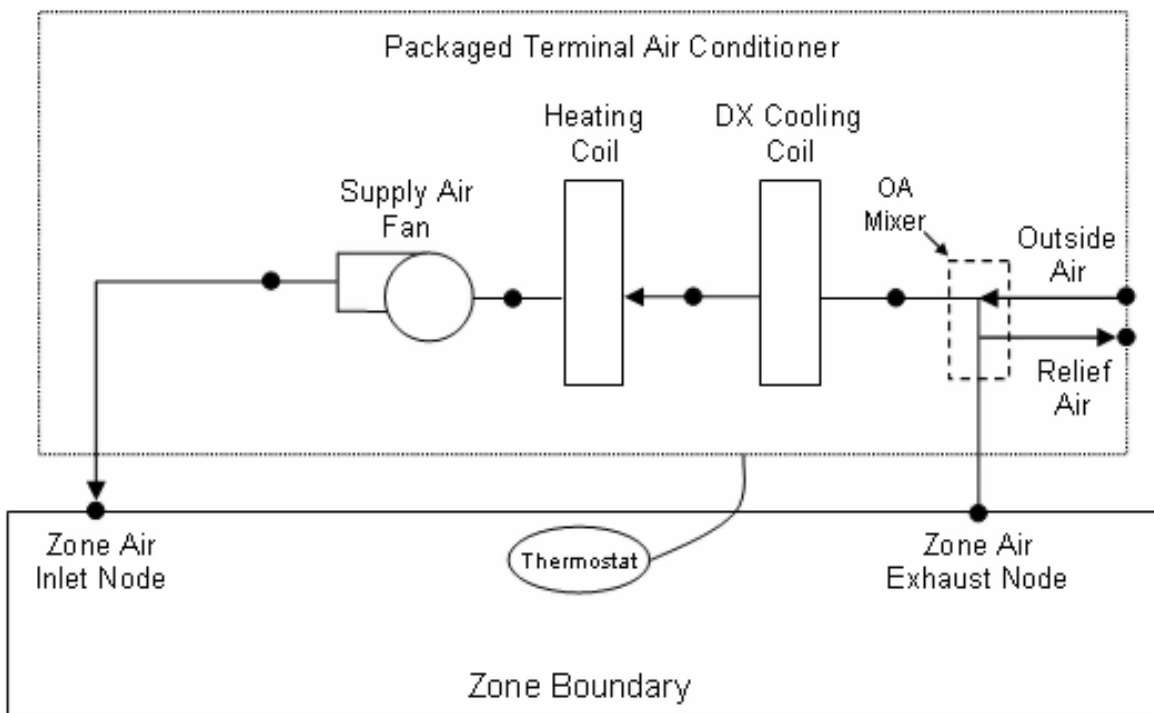 Packaged Terminal Air Conditioner
Heating
Coil
DX Cooling
Coil
Supply Air
Fan
OA
Mixer
Outside
Air
Relief
Air
Zone Air
Inlet Node
Thermostat
Zone Air
Exhaust Node
Zone Boundary